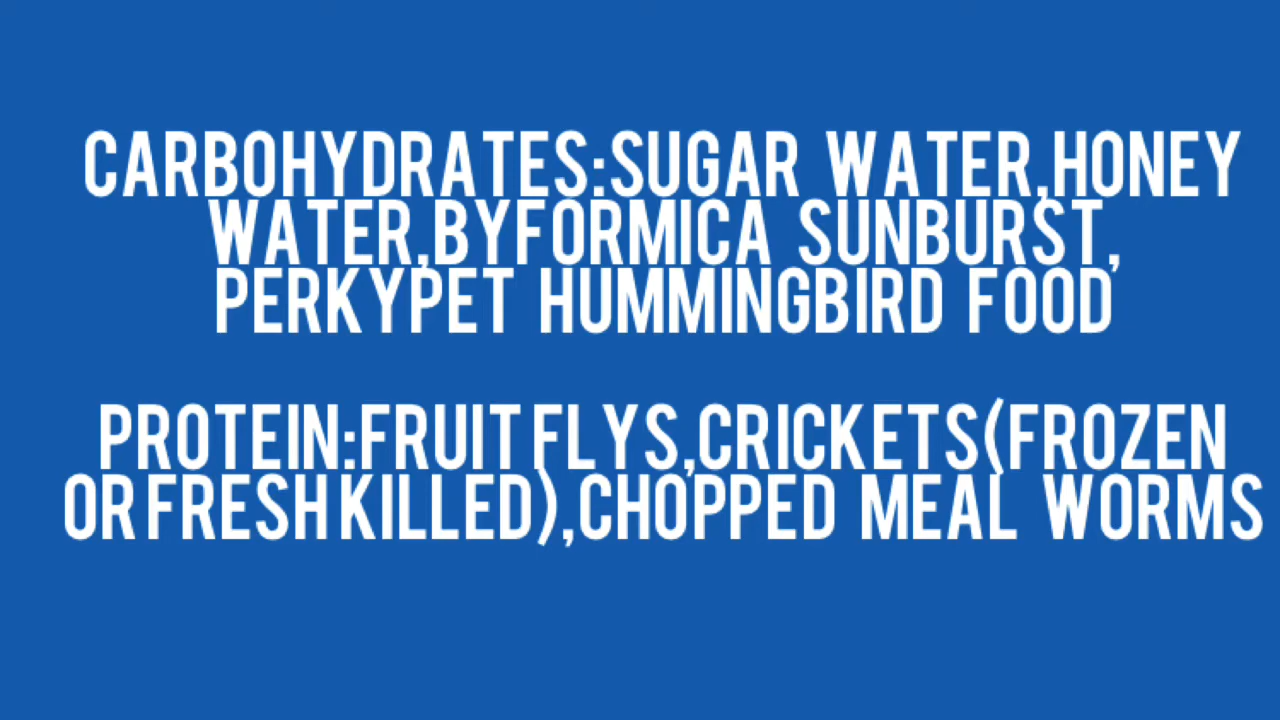 CARBOHYDRATES:SUGAR WATER,HONEY
WATER,BYFORMICA SUNBURST,
PERKYPET HUMMINGBIRD FOOD
PROTEIN:FRUIT FLYS,CRICKETS(FROZEN
OR FRESH KILLED),CHOPPED MEAL WORMS